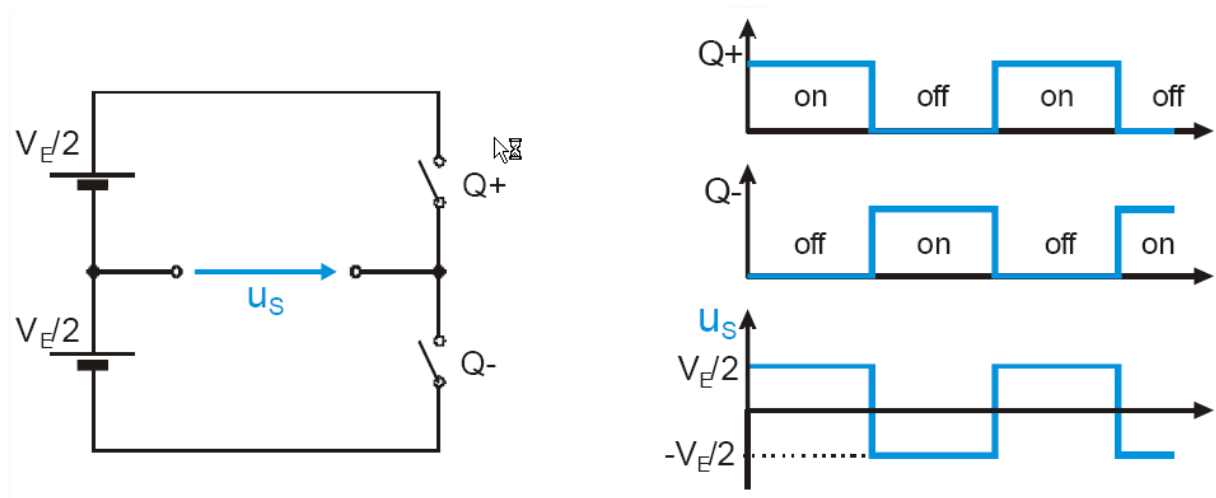 V_E/2
Q+
u_S
V_E/2
Q-
Q+
on off on off
Q-
off on off on
u_S
V_E/2
-V_E/2